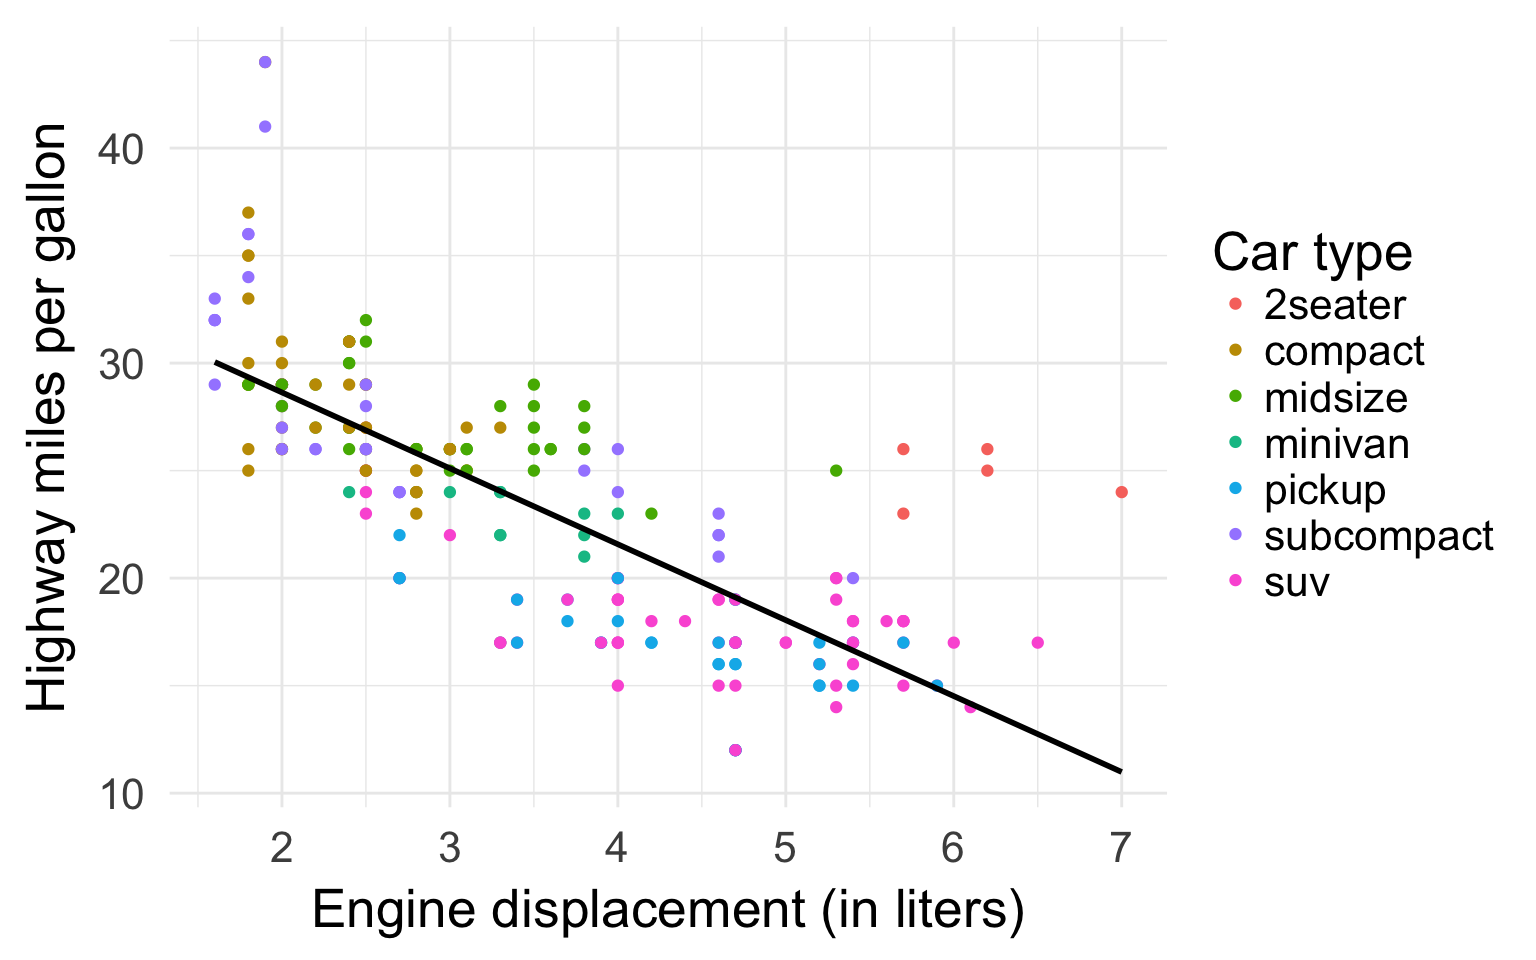 Highway miles per gallon
40
30
20
10
2 3 4 5 6 7
Engine displacement (in liters)
Car type
2seater
compact
midsize
minivan
pickup
subcompact
suv